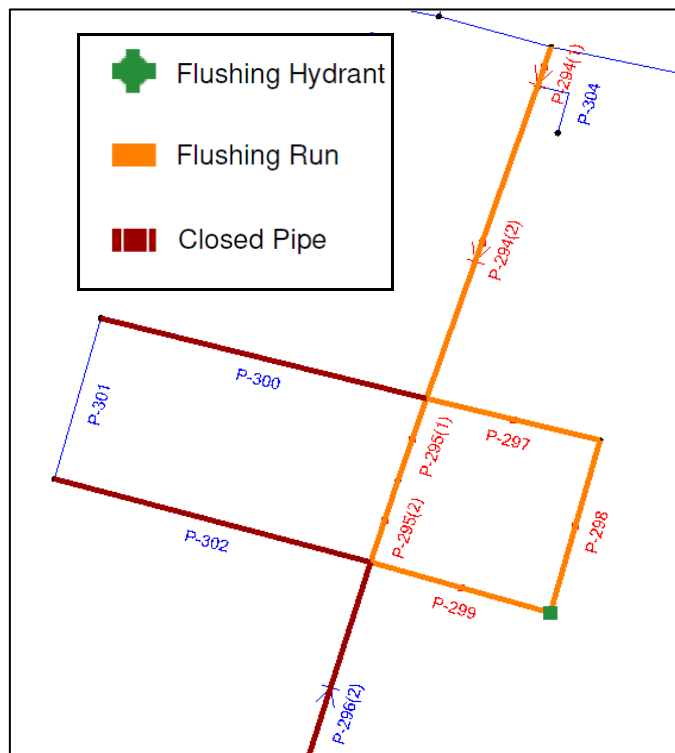 Flushing Hydrant
Flushing Run
Closed Pipe
P-294(1)
P-304
P-294(2)
P-300
P-301
P-295(1)
P-297
P-295(2)
P-298
P-302
P-299
P-296(2)